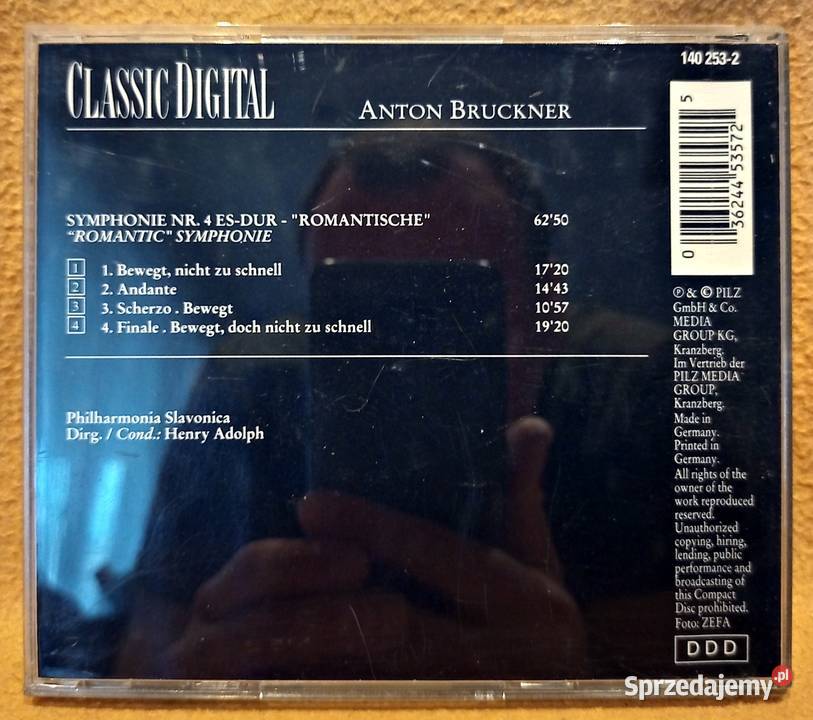 140 253-2
CLASSIC DIGITAL
ANTON BRUCKNER
SYMPHONIE NR. 4 ES-DUR - "ROMANTISCHE" 62'50
"ROMANTIC" SYMPHONIE
1 1. Bewegt, nicht zu schnell 17'20
2 2. Andante 14'43
3 3. Scherzo . Bewegt 10'57
4 4. Finale . Bewegt, doch nicht zu schnell 19'20
Philharmonia Slavonica
Dirg. / Cond.: Henry Adolph
0 36244 53572 5
℗ & © PILZ
GmbH & Co.
MEDIA
GROUP KG,
Kranzberg.
Im Vertrieb der
PILZ MEDIA
GROUP,
Kranzberg.
Made in
Germany.
Printed in
Germany.
All rights of the
owner of the
work reproduced
reserved.
Unauthorized
copying, hiring,
lending, public
performance and
broadcasting of
this Compact
Disc prohibited.
Foto: ZEFA
DDD
Sprzedajemy.pl